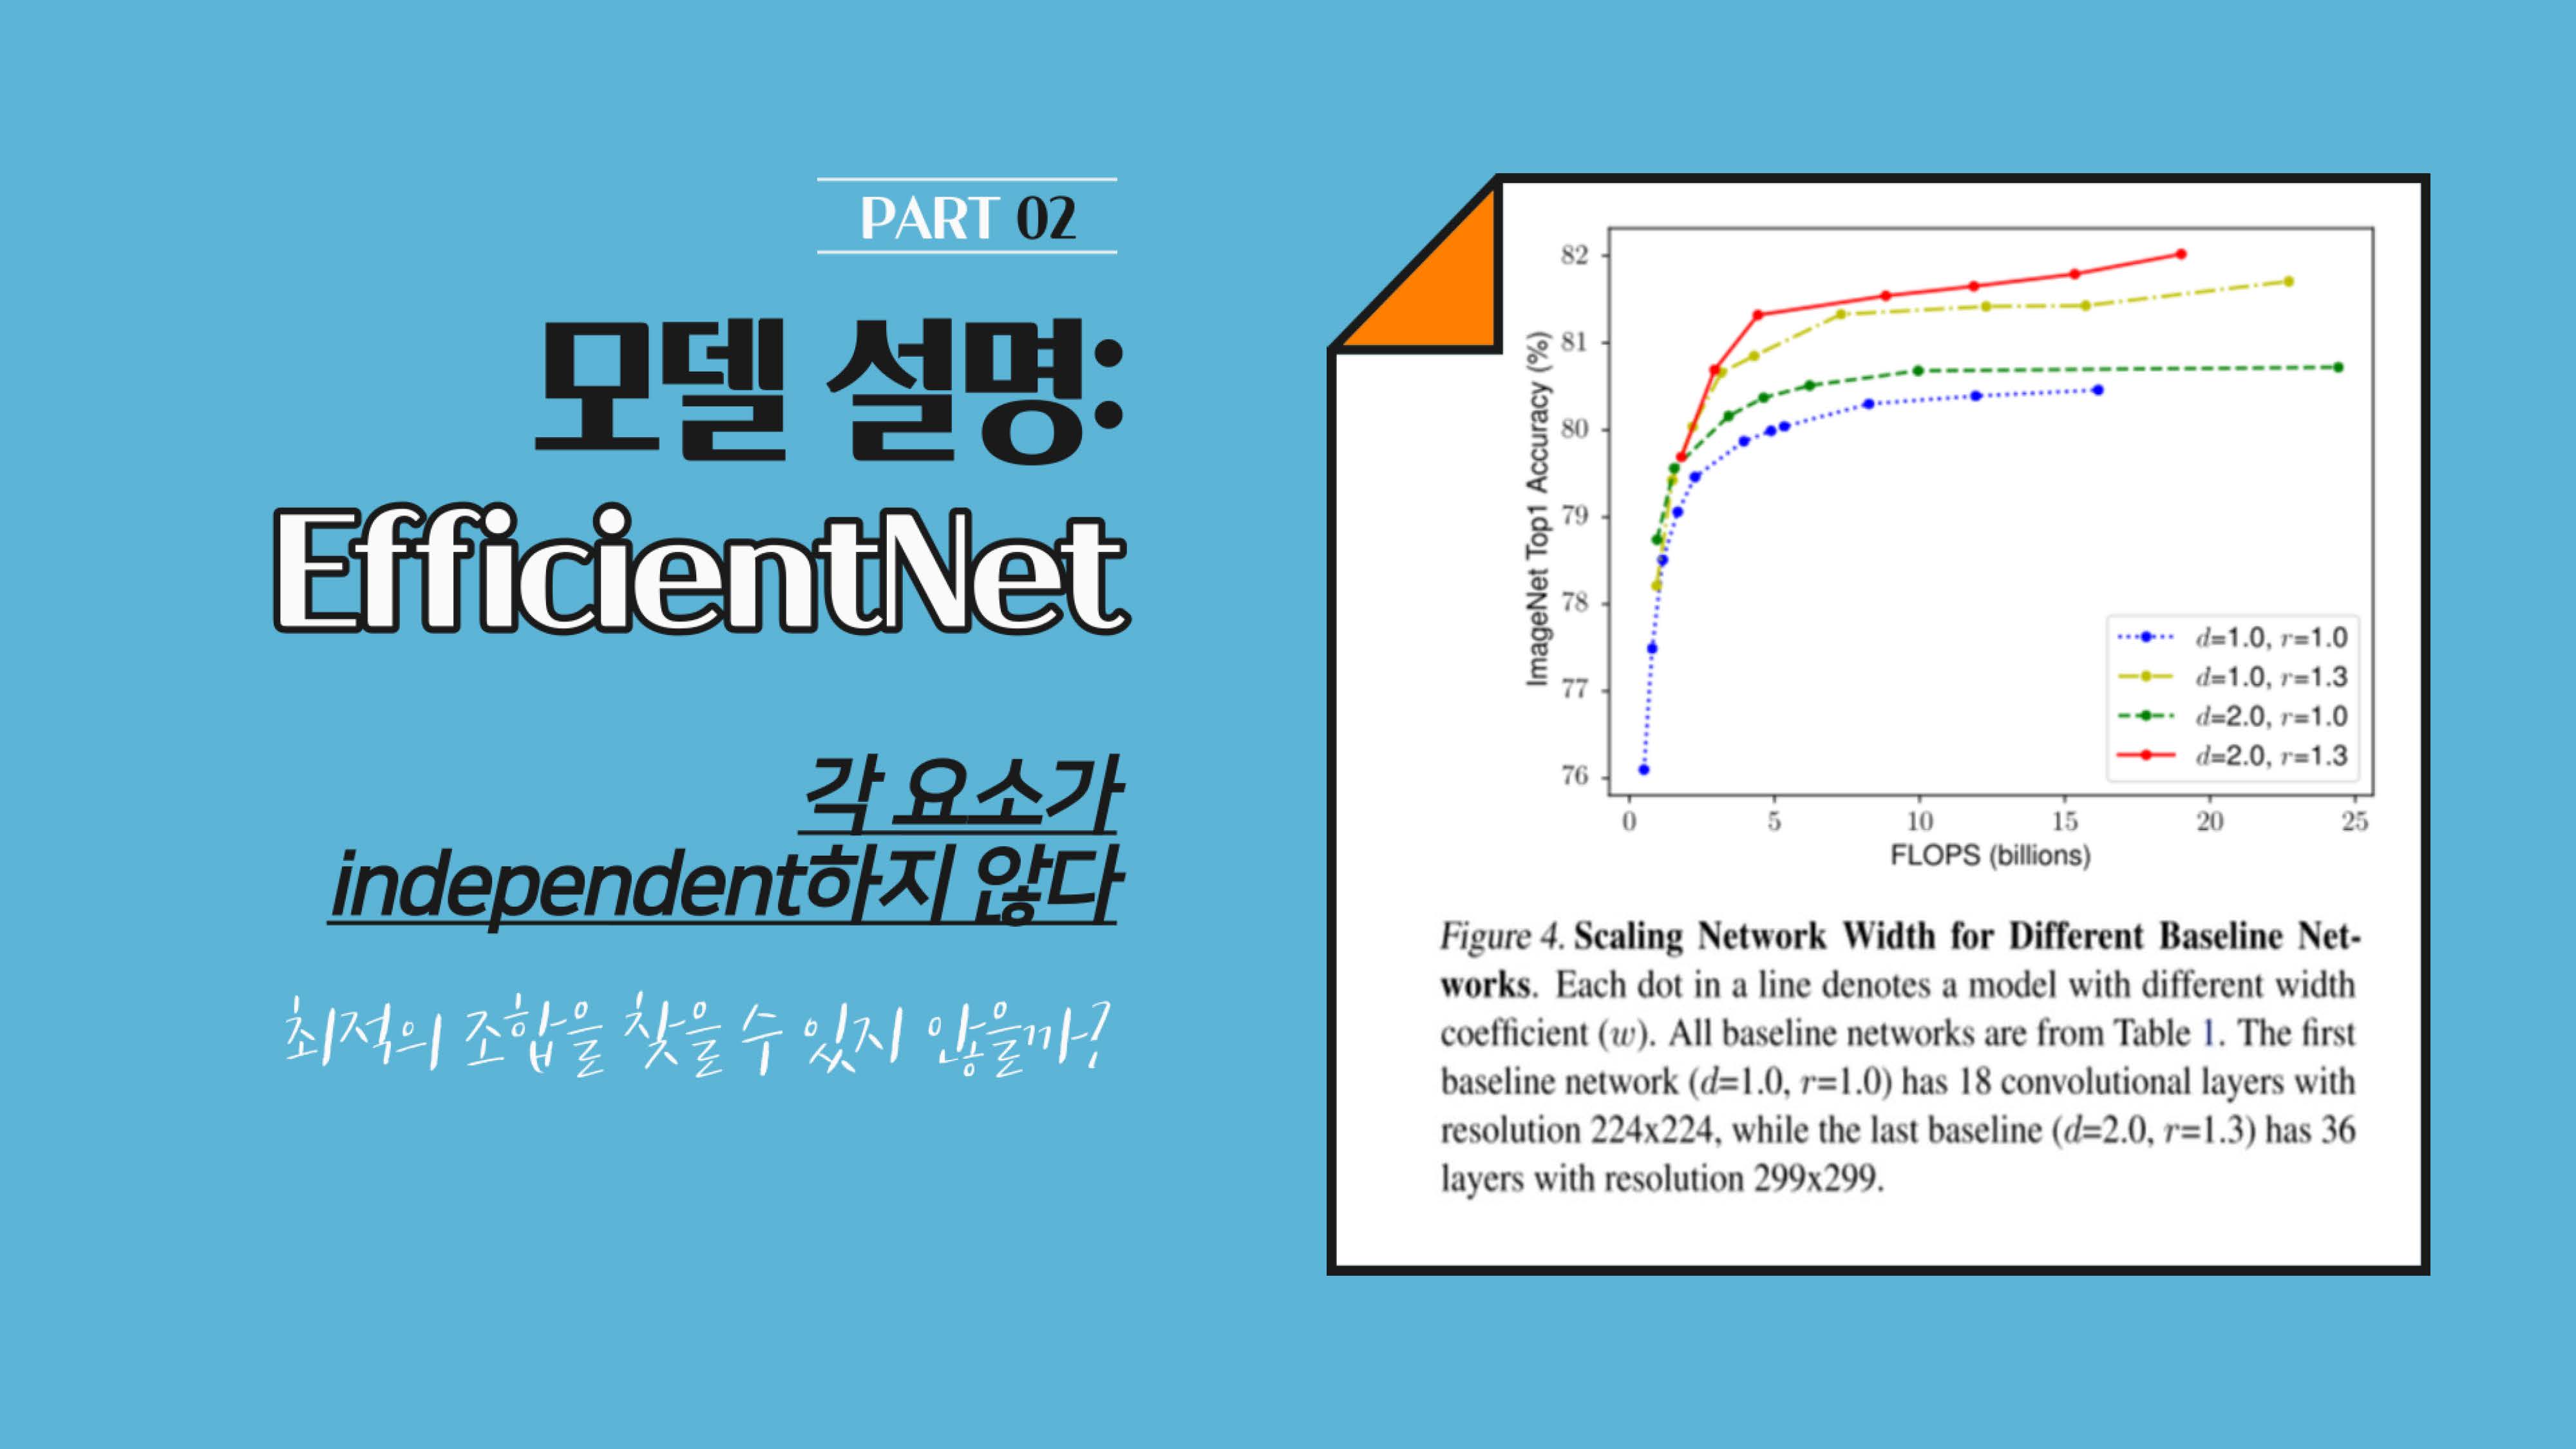 PART 02
모델 설명:
EfficientNet
각 요소가
independent하지 않다
최적의 조합을 찾을 수 있지 않을까?
82
81
80
79
78
77
76
ImageNet Top1 Accuracy (%)
d=1.0, r=1.0
d=1.0, r=1.3
d=2.0, r=1.0
d=2.0, r=1.3
0 5 10 15 20 25
FLOPS (billions)
Figure 4. Scaling Network Width for Different Baseline Net-
works. Each dot in a line denotes a model with different width
coefficient (w). All baseline networks are from Table 1. The first
baseline network (d=1.0, r=1.0) has 18 convolutional layers with
resolution 224x224, while the last baseline (d=2.0, r=1.3) has 36
layers with resolution 299x299.